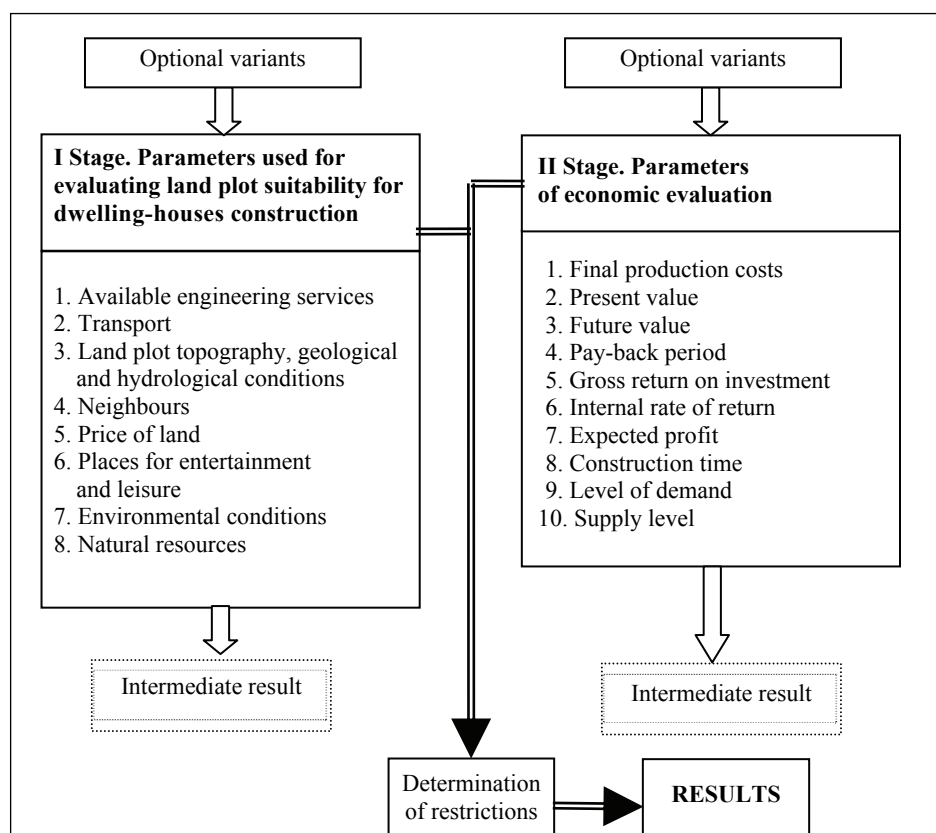 Optional variants
I Stage. Parameters used for
evaluating land plot suitability for
dwelling-houses construction
1. Available engineering services
2. Transport
3. Land plot topography, geological
and hydrological conditions
4. Neighbours
5. Price of land
6. Places for entertainment
and leisure
7. Environmental conditions
8. Natural resources
Intermediate result
Optional variants
II Stage. Parameters
of economic evaluation
1. Final production costs
2. Present value
3. Future value
4. Pay-back period
5. Gross return on investment
6. Internal rate of return
7. Expected profit
8. Construction time
9. Level of demand
10. Supply level
Intermediate result
Determination
of restrictions
RESULTS